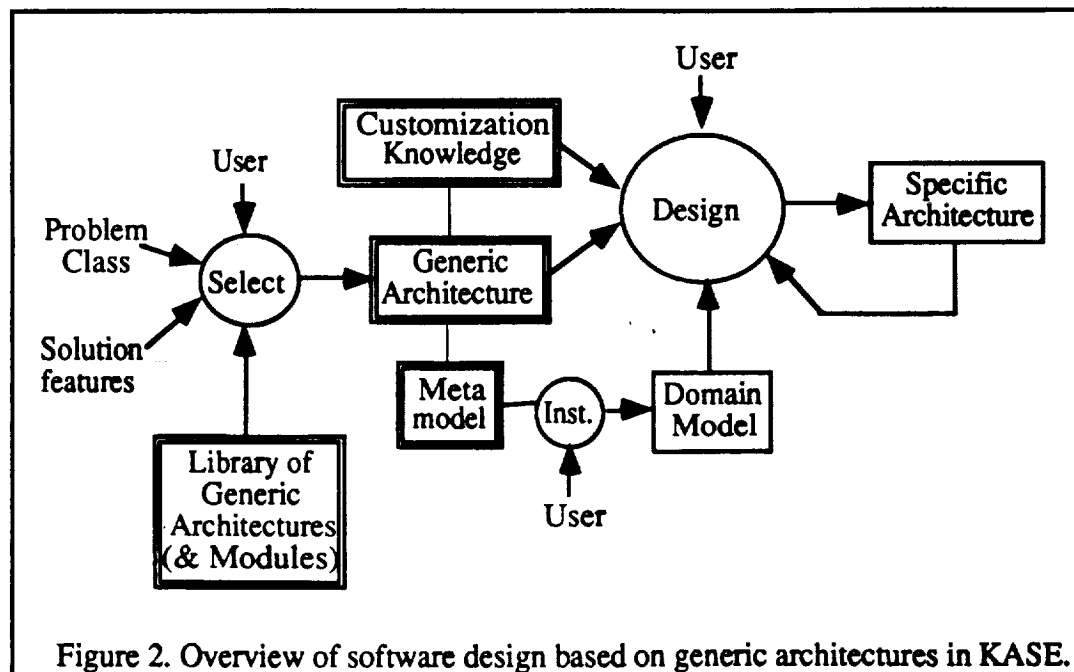 User
Customization
Knowledge
User
Problem
Class
Select
Generic
Architecture
Design
Specific
Architecture
Solution
features
Meta
model
Inst.
Domain
Model
Library of
Generic
Architectures
(& Modules)
User
Figure 2. Overview of software design based on generic architectures in KASE.